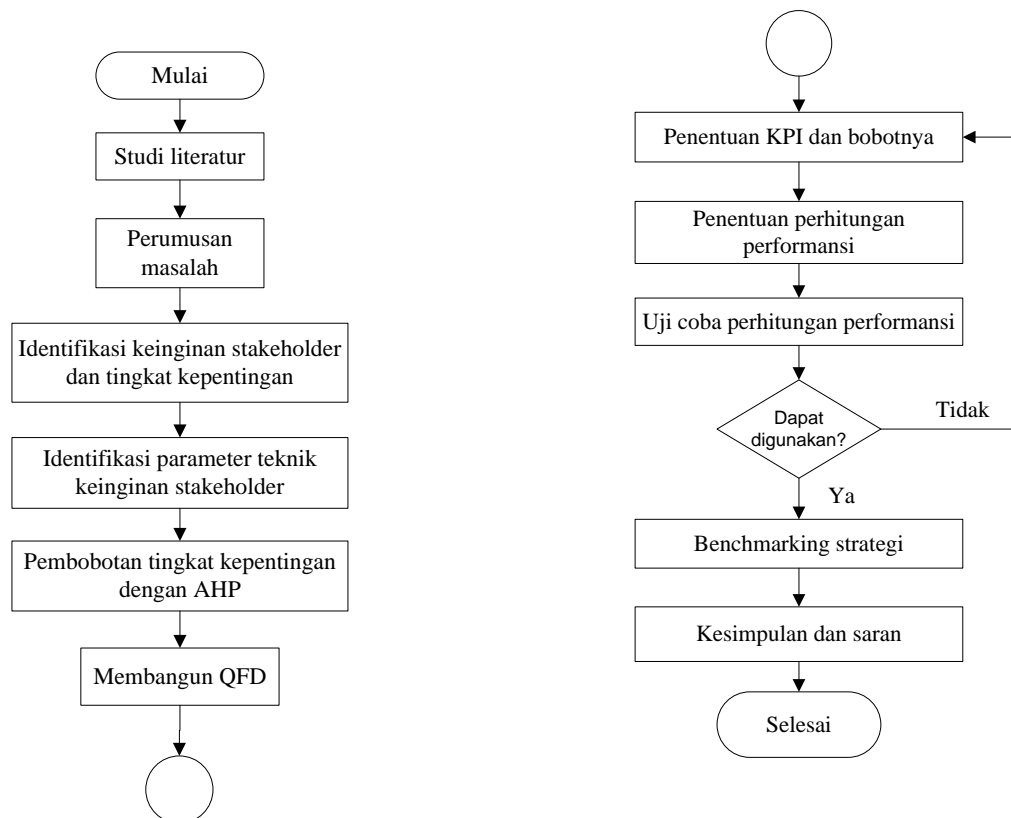 Mulai
Studi literatur
Perumusan
masalah
Identifikasi keinginan stakeholder
dan tingkat kepentingan
Identifikasi parameter teknik
keinginan stakeholder
Pembobotan tingkat kepentingan
dengan AHP
Membangun QFD
Penentuan KPI dan bobotnya
Penentuan perhitungan
performansi
Uji coba perhitungan performansi
Dapat
digunakan?
Tidak
Ya
Benchmarking strategi
Kesimpulan dan saran
Selesai